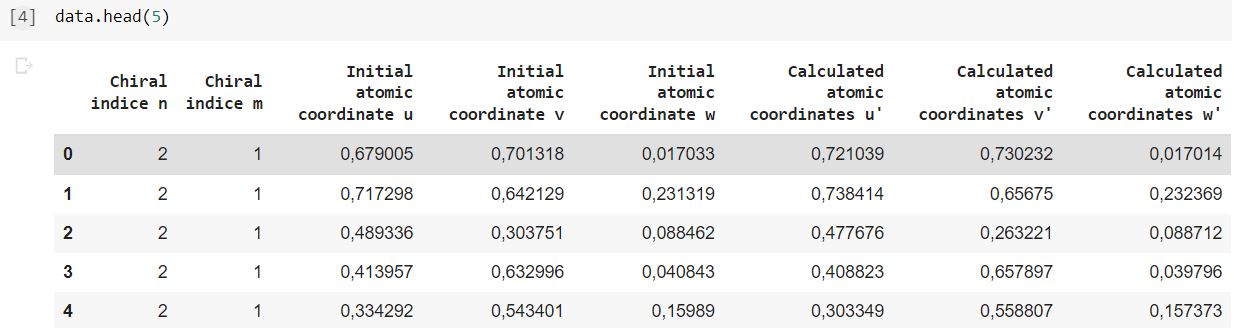 [4] data.head(5)
Chiral indice n Chiral indice m Initial atomic coordinate u Initial atomic coordinate v Initial atomic coordinate w Calculated atomic coordinates u' Calculated atomic coordinates v' Calculated atomic coordinates w'
0 2 1 0,679005 0,701318 0,017033 0,721039 0,730232 0,017014
1 2 1 0,717298 0,642129 0,231319 0,738414 0,65675 0,232369
2 2 1 0,489336 0,303751 0,088462 0,477676 0,263221 0,088712
3 2 1 0,413957 0,632996 0,040843 0,408823 0,657897 0,039796
4 2 1 0,334292 0,543401 0,15989 0,303349 0,558807 0,157373